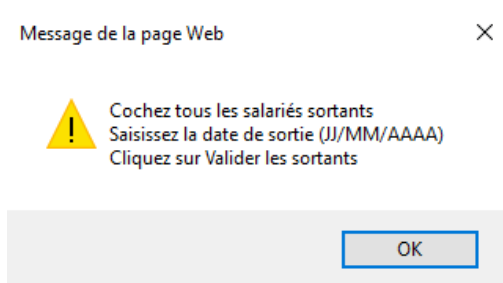 Message de la page Web
Cochez tous les salariés sortants
Saisissez la date de sortie (JJ/MM/AAAA)
Cliquez sur Valider les sortants
OK